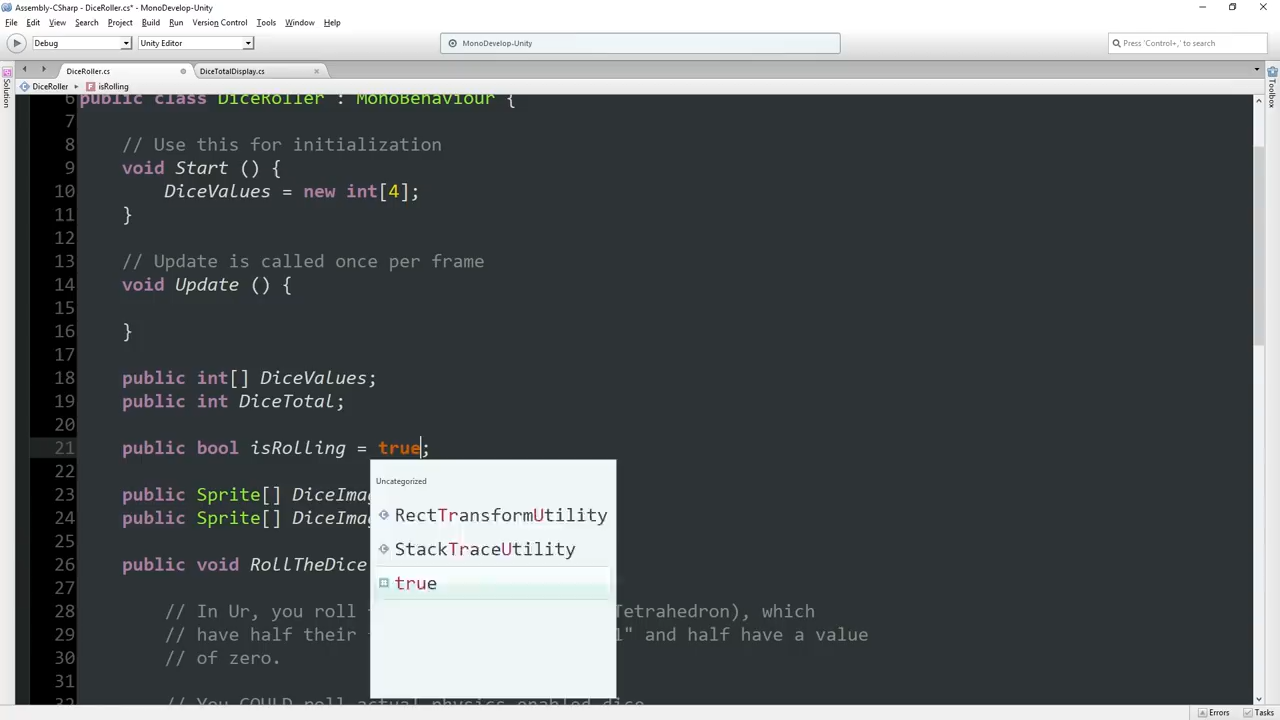 Assembly-CSharp - DiceRoller.cs* - MonoDevelop-Unity
File Edit View Search Project Build Run Version Control Tools Window Help
Debug Unity Editor MonoDevelop-Unity Press 'Control+,' to search
DiceRoller.cs DiceTotalDisplay.cs
DiceRoller isRolling
Solution
Toolbox
6 public class DiceRoller : MonoBehaviour {
7
8 // Use this for initialization
9 void Start () {
10 DiceValues = new int[4];
11 }
12
13 // Update is called once per frame
14 void Update () {
15
16 }
17
18 public int[] DiceValues;
19 public int DiceTotal;
20
21 public bool isRolling = true;
22
23 public Sprite[] DiceImag
24 public Sprite[] DiceImag
25
26 public void RollTheDice
27
28 // In Ur, you roll Tetrahedron), which
29 // have half their 1" and half have a value
30 // of zero.
31
32 // You COULD roll actual physics enabled dice
Uncategorized
RectTransformUtility
StackTraceUtility
true
Errors Tasks